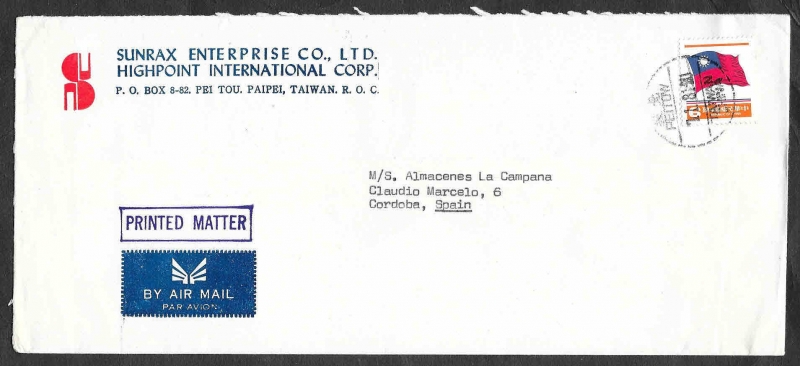 SUNRAX ENTERPRISE CO., LTD.
HIGHPOINT INTERNATIONAL CORP.
P. O. BOX 8-82. PEI TOU. PAIPEI, TAIWAN. R. O. C.
PEITOW
M/S. Almacenes La Campana
Claudio Marcelo, 6
Cordoba, Spain
PRINTED MATTER
BY AIR MAIL
PAR AVION